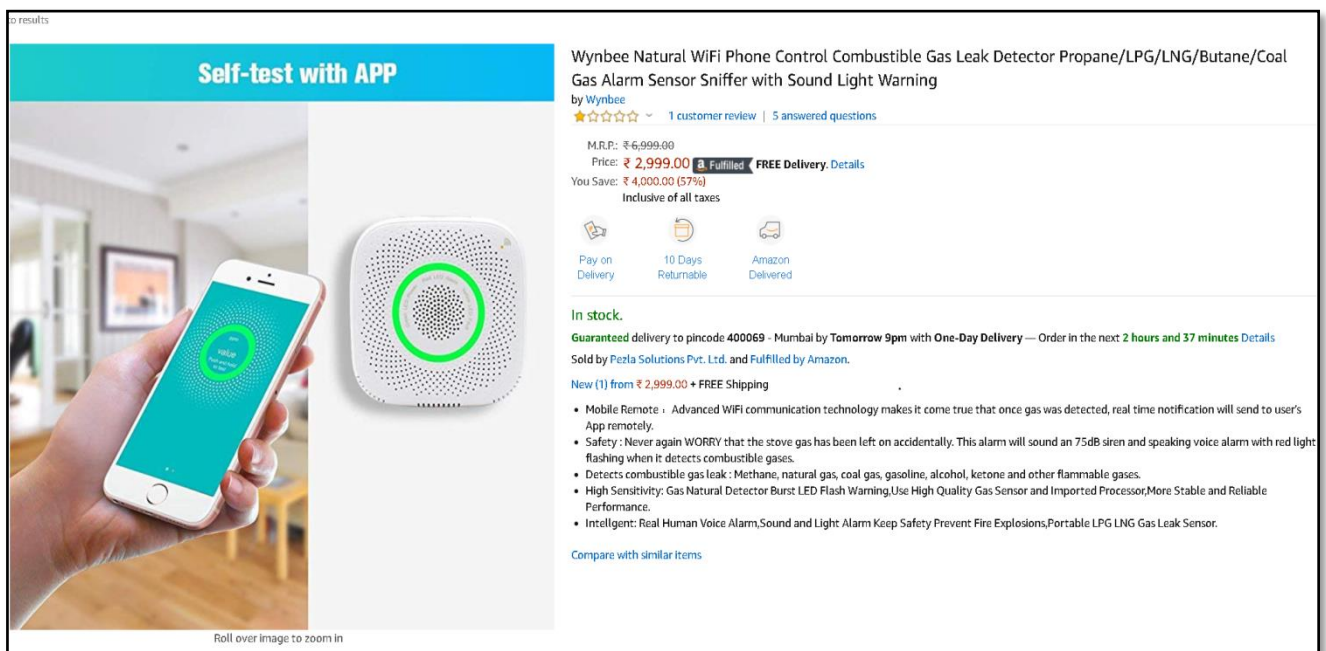 to results
Self-test with APP
value
Roll over image to zoom in
Wynbee Natural WiFi Phone Control Combustible Gas Leak Detector Propane/LPG/LNG/Butane/Coal
Gas Alarm Sensor Sniffer with Sound Light Warning
by Wynbee
1 customer review | 5 answered questions
M.R.P.: ₹ 6,999.00
Price: ₹ 2,999.00 a Fulfilled FREE Delivery. Details
You Save: ₹ 4,000.00 (57%)
Inclusive of all taxes
Pay on Delivery
10 Days Returnable
Amazon Delivered
In stock.
Guaranteed delivery to pincode 400069 - Mumbai by Tomorrow 9pm with One-Day Delivery — Order in the next 2 hours and 37 minutes Details
Sold by Pezla Solutions Pvt. Ltd. and Fulfilled by Amazon.
New (1) from ₹ 2,999.00 + FREE Shipping
• Mobile Remote : Advanced WiFi communication technology makes it come true that once gas was detected, real time notification will send to user's
App remotely.
• Safety : Never again WORRY that the stove gas has been left on accidentally. This alarm will sound an 75dB siren and speaking voice alarm with red light
flashing when it detects combustible gases.
• Detects combustible gas leak : Methane, natural gas, coal gas, gasoline, alcohol, ketone and other flammable gases.
• High Sensitivity: Gas Natural Detector Burst LED Flash Warning,Use High Quality Gas Sensor and Imported Processor,More Stable and Reliable
Performance.
• Intellgent: Real Human Voice Alarm,Sound and Light Alarm Keep Safety Prevent Fire Explosions,Portable LPG LNG Gas Leak Sensor.
Compare with similar items